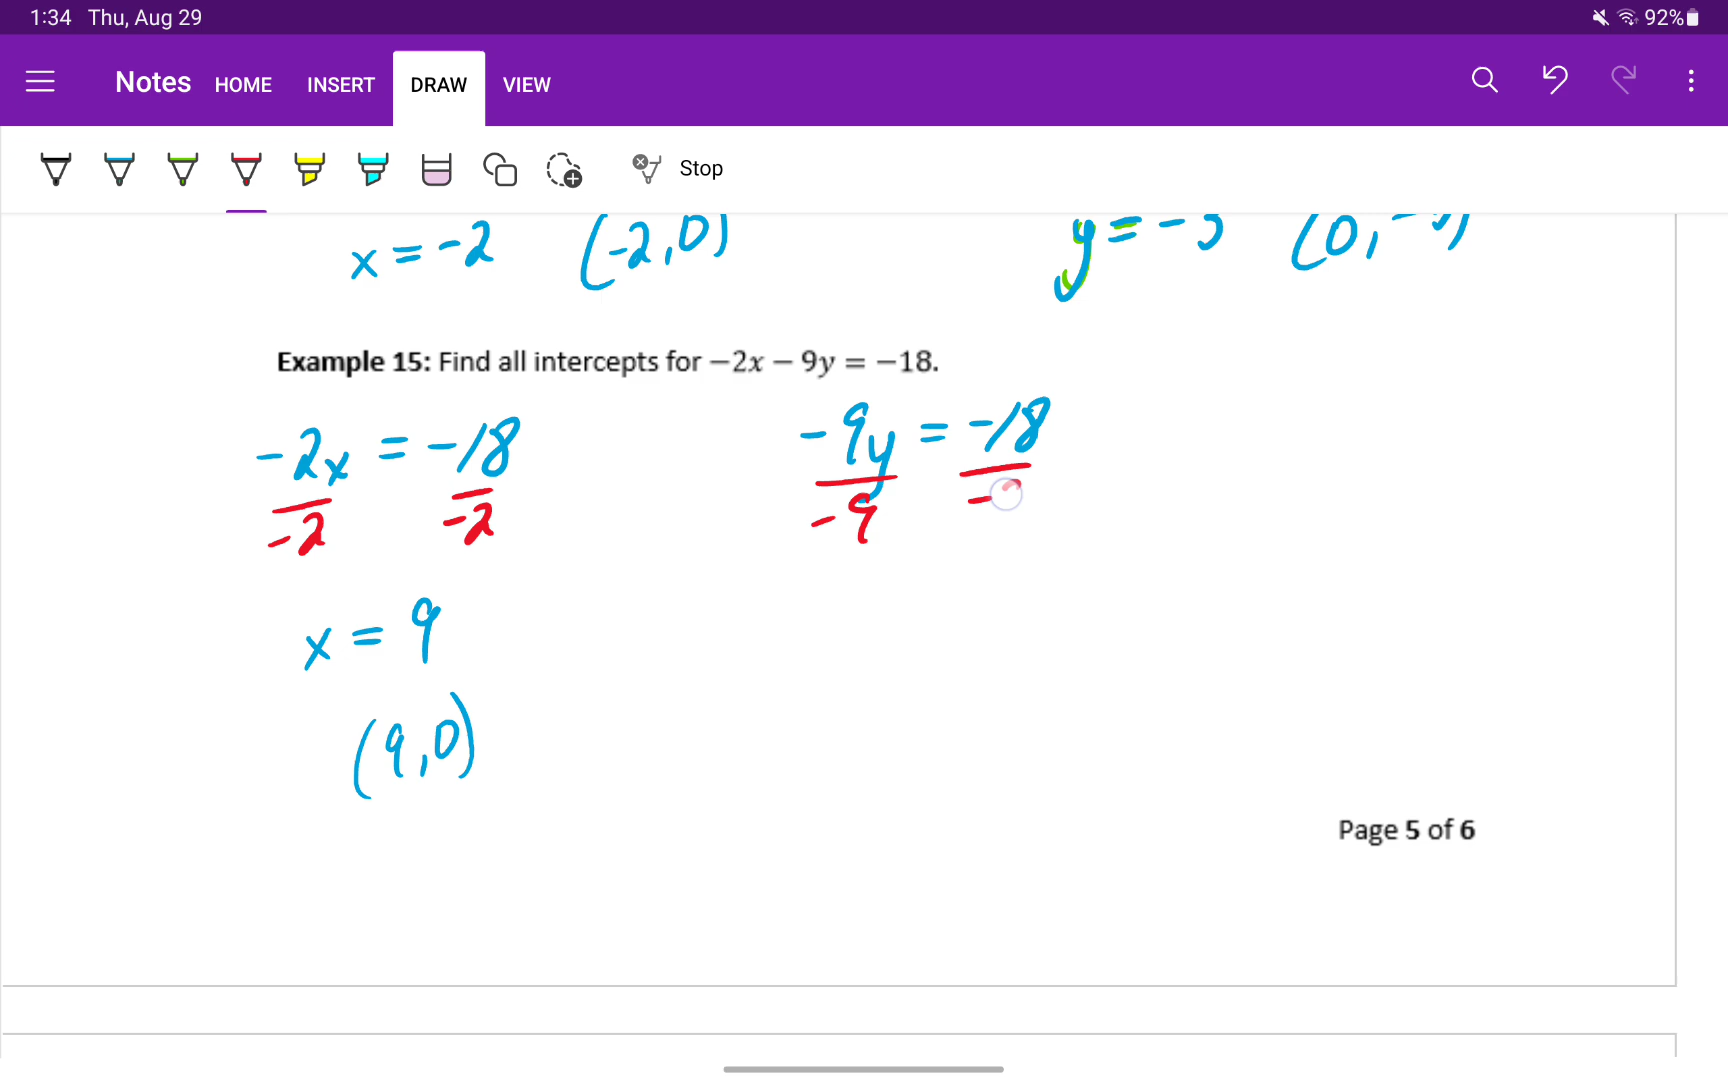 1:34 Thu, Aug 29 92%
Notes HOME INSERT DRAW VIEW
Stop
x = -2 (-2,0) y = -
Example 15: Find all intercepts for −2x − 9y = −18.
-2x = -18 -9y = -18
-2 -2 -9 -
x = 9
(9,0)
Page 5 of 6